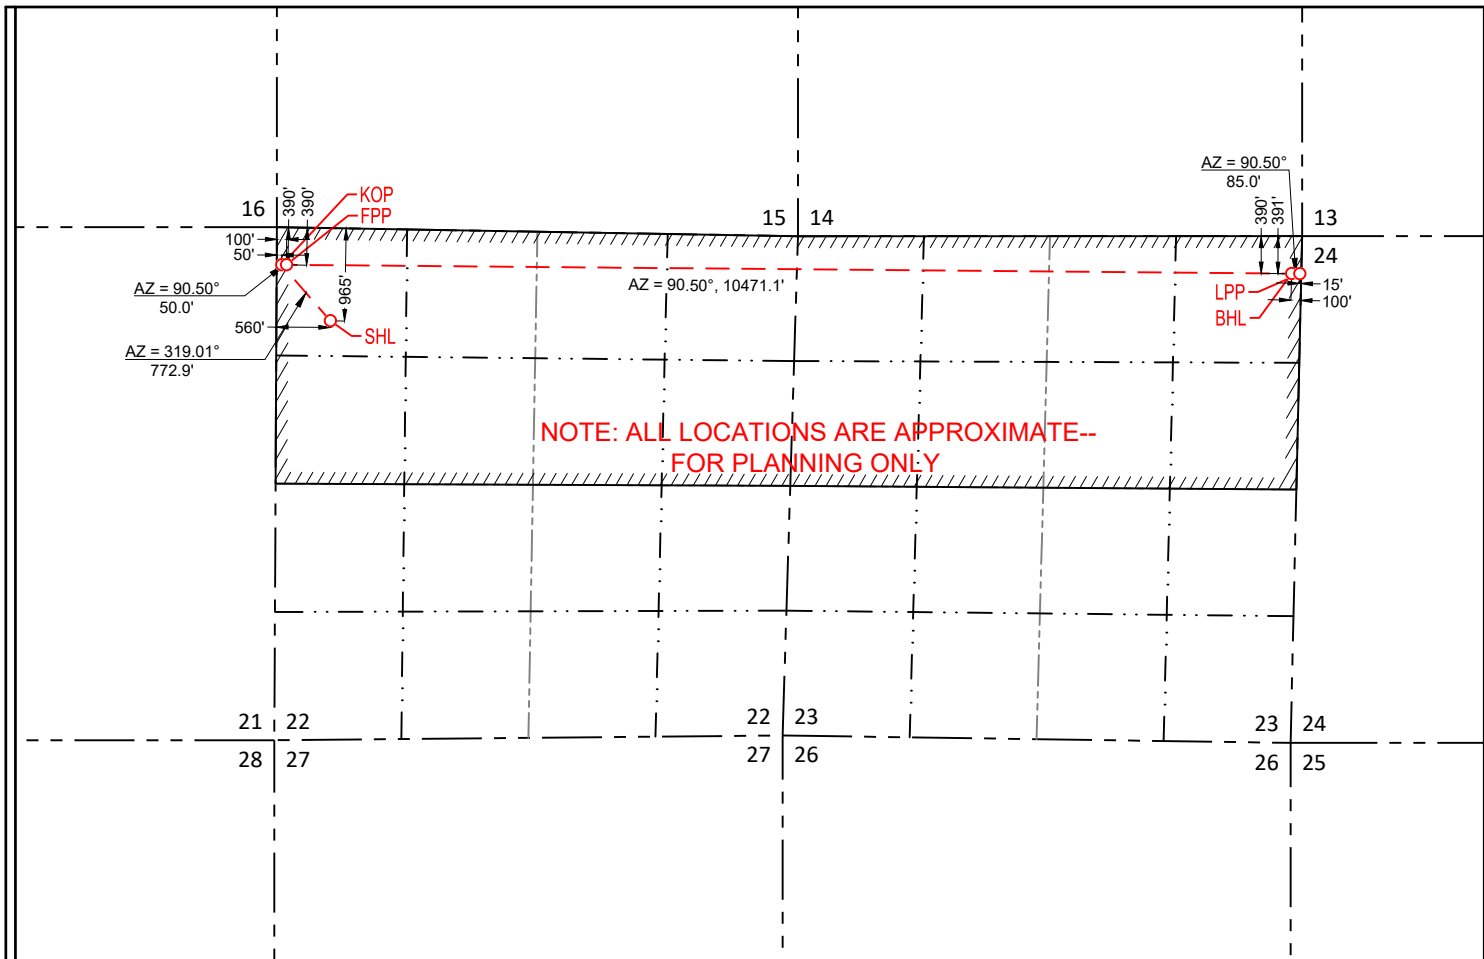 AZ = 90.50°
85.0'
KOP
FPP
16
390'
390'
15
14
390'
391'
13
24
100'
50'
AZ = 90.50°
50.0'
965'
AZ = 90.50°, 10471.1'
LPP
BHL
15'
100'
560'
SHL
AZ = 319.01°
772.9'
NOTE: ALL LOCATIONS ARE APPROXIMATE--
FOR PLANNING ONLY
21
22
22
23
23
24
28
27
27
26
26
25